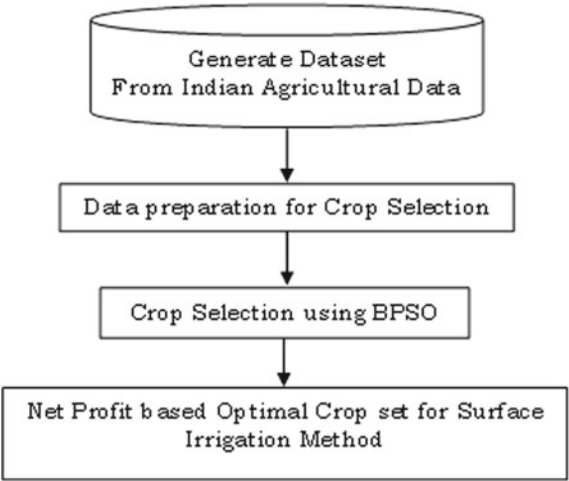 Generate Dataset
From Indian Agricultural Data
Data preparation for Crop Selection
Crop Selection using BPSO
Net Profit based Optimal Crop set for Surface
Irrigation Method